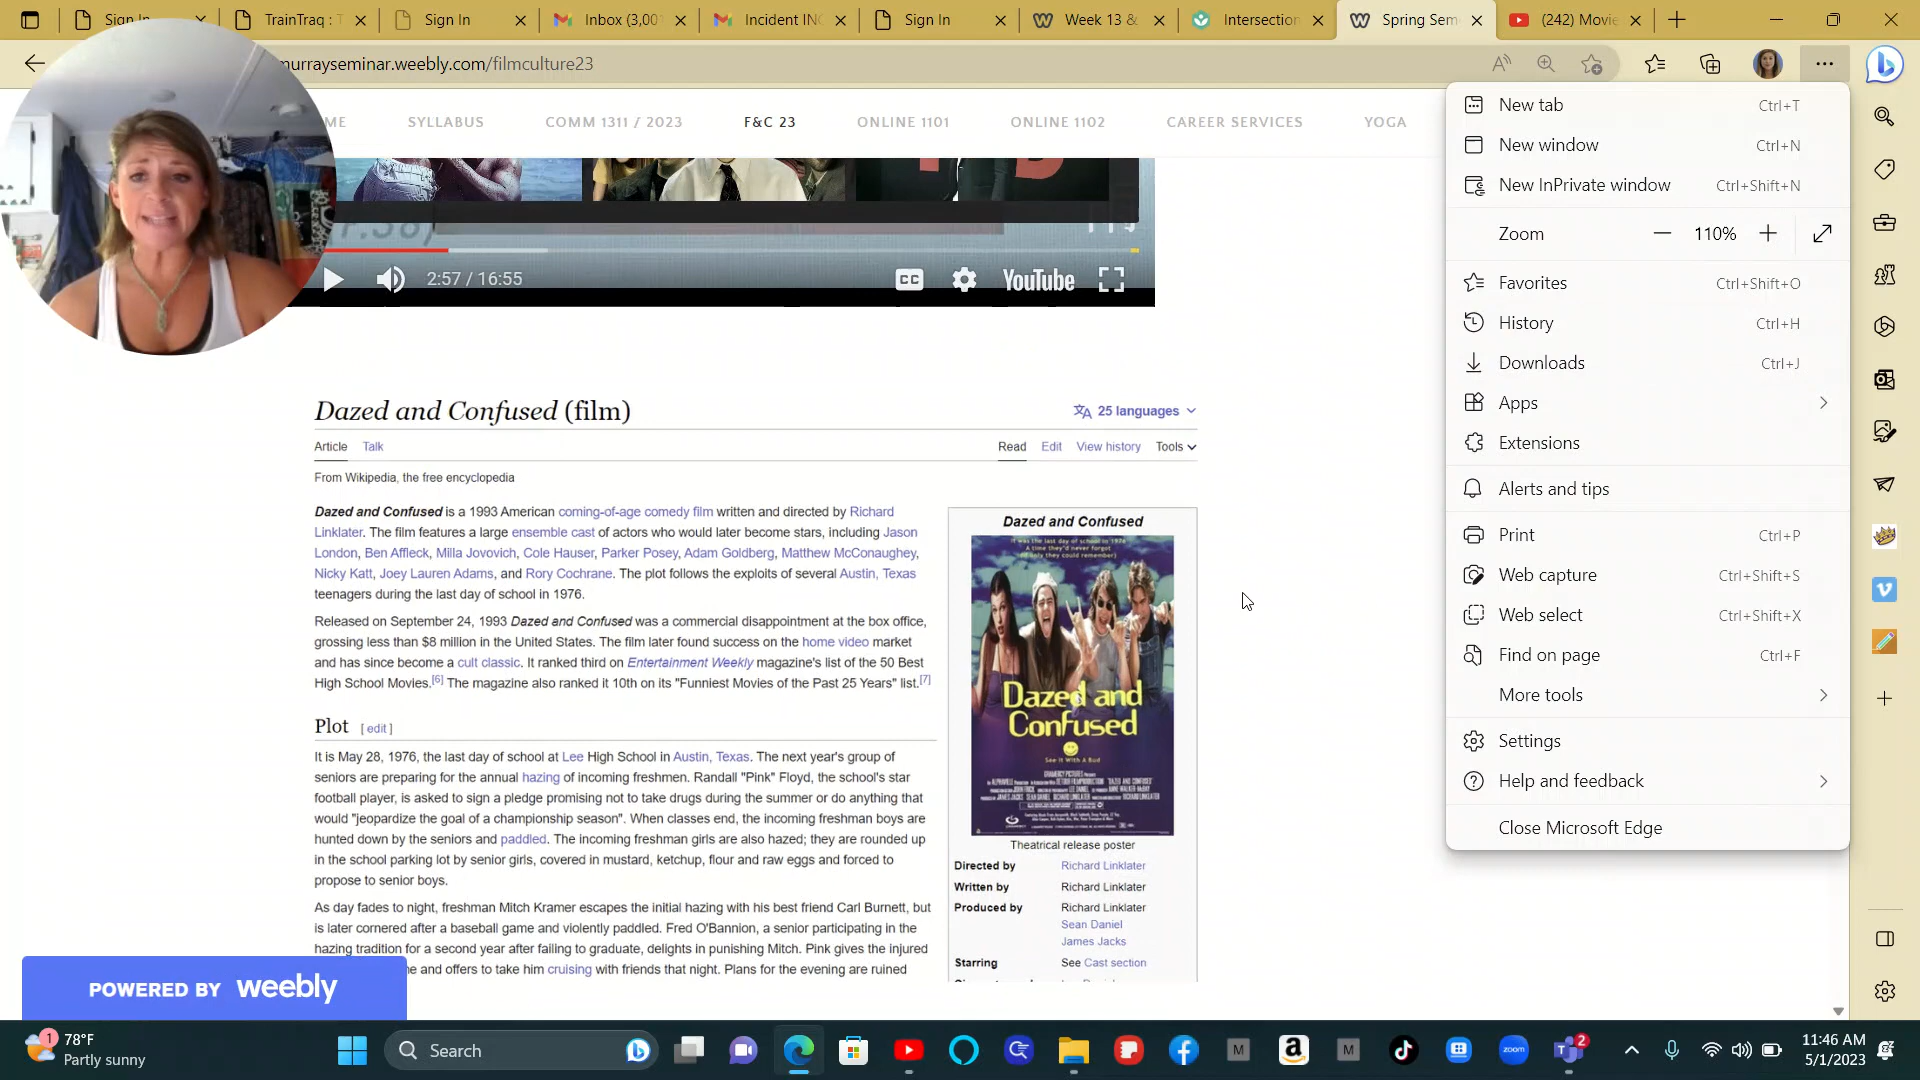 Sign In
TrainTraq : T
Sign In
Inbox (3,00
Incident INC
Sign In
Week 13 &
Intersection
Spring Sem
(242) Movie
murrayseminar.weebly.com/filmculture23
ME
SYLLABUS
COMM 1311 / 2023
F&C 23
ONLINE 1101
ONLINE 1102
CAREER SERVICES
YOGA
2:57 / 16:55
CC
YouTube
Dazed and Confused (film)
25 languages
Article
Talk
Read
Edit
View history
Tools
From Wikipedia, the free encyclopedia
Dazed and Confused is a 1993 American coming-of-age comedy film written and directed by Richard
Linklater. The film features a large ensemble cast of actors who would later become stars, including Jason
London, Ben Affleck, Milla Jovovich, Cole Hauser, Parker Posey, Adam Goldberg, Matthew McConaughey,
Nicky Katt, Joey Lauren Adams, and Rory Cochrane. The plot follows the exploits of several Austin, Texas
teenagers during the last day of school in 1976.
Released on September 24, 1993 Dazed and Confused was a commercial disappointment at the box office,
grossing less than $8 million in the United States. The film later found success on the home video market
and has since become a cult classic. It ranked third on Entertainment Weekly magazine's list of the 50 Best
High School Movies.[6] The magazine also ranked it 10th on its "Funniest Movies of the Past 25 Years" list.[7]
Plot [ edit ]
It is May 28, 1976, the last day of school at Lee High School in Austin, Texas. The next year's group of
seniors are preparing for the annual hazing of incoming freshmen. Randall "Pink" Floyd, the school's star
football player, is asked to sign a pledge promising not to take drugs during the summer or do anything that
would "jeopardize the goal of a championship season". When classes end, the incoming freshman boys are
hunted down by the seniors and paddled. The incoming freshman girls are also hazed; they are rounded up
in the school parking lot by senior girls, covered in mustard, ketchup, flour and raw eggs and forced to
propose to senior boys.
As day fades to night, freshman Mitch Kramer escapes the initial hazing with his best friend Carl Burnett, but
is later cornered after a baseball game and violently paddled. Fred O'Bannion, a senior participating in the
hazing tradition for a second year after failing to graduate, delights in punishing Mitch. Pink gives the injured
e and offers to take him cruising with friends that night. Plans for the evening are ruined
Dazed and Confused
It was the last day of school in 1976
A time they'd never forget
Dazed and
Confused
See It With A Bud
Theatrical release poster
Directed by Richard Linklater
Written by Richard Linklater
Produced by Richard Linklater
Sean Daniel
James Jacks
Starring See Cast section
POWERED BY weebly
New tab Ctrl+T
New window Ctrl+N
New InPrivate window Ctrl+Shift+N
Zoom 110%
Favorites Ctrl+Shift+O
History Ctrl+H
Downloads Ctrl+J
Apps
Extensions
Alerts and tips
Print Ctrl+P
Web capture Ctrl+Shift+S
Web select Ctrl+Shift+X
Find on page Ctrl+F
More tools
Settings
Help and feedback
Close Microsoft Edge
1
78°F
Partly sunny
Search
M
a
M
zoom
2
11:46 AM
5/1/2023